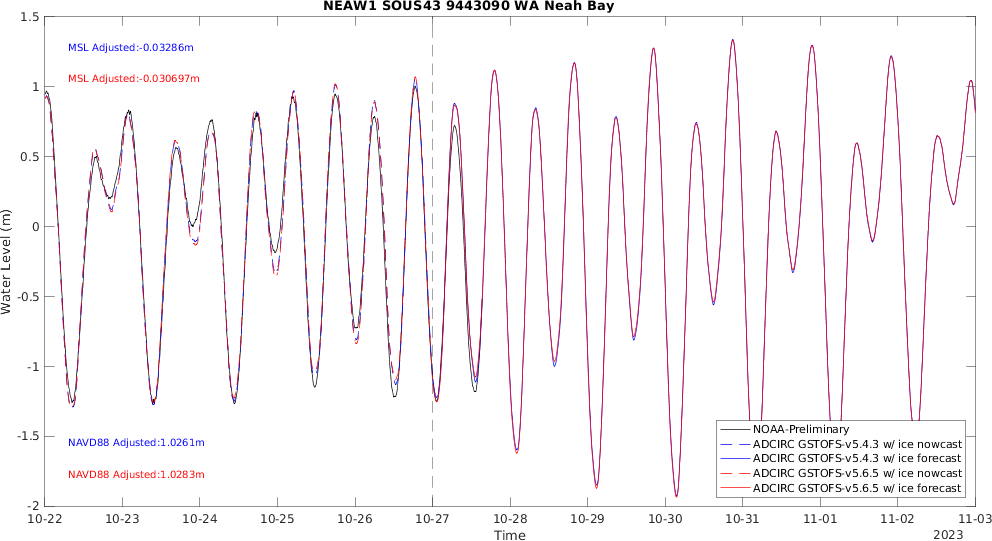 NEAW1 SOUS43 9443090 WA Neah Bay
MSL Adjusted:-0.03286m
MSL Adjusted:-0.030697m
NAVD88 Adjusted:1.0261m
NAVD88 Adjusted:1.0283m
Water Level (m)
1.5
1
0.5
0
-0.5
-1
-1.5
-2
NOAA-Preliminary
ADCIRC GSTOFS-v5.4.3 w/ ice nowcast
ADCIRC GSTOFS-v5.4.3 w/ ice forecast
ADCIRC GSTOFS-v5.6.5 w/ ice nowcast
ADCIRC GSTOFS-v5.6.5 w/ ice forecast
10-22 10-23 10-24 10-25 10-26 10-27 10-28 10-29 10-30 10-31 11-01 11-02 11-03
Time
2023